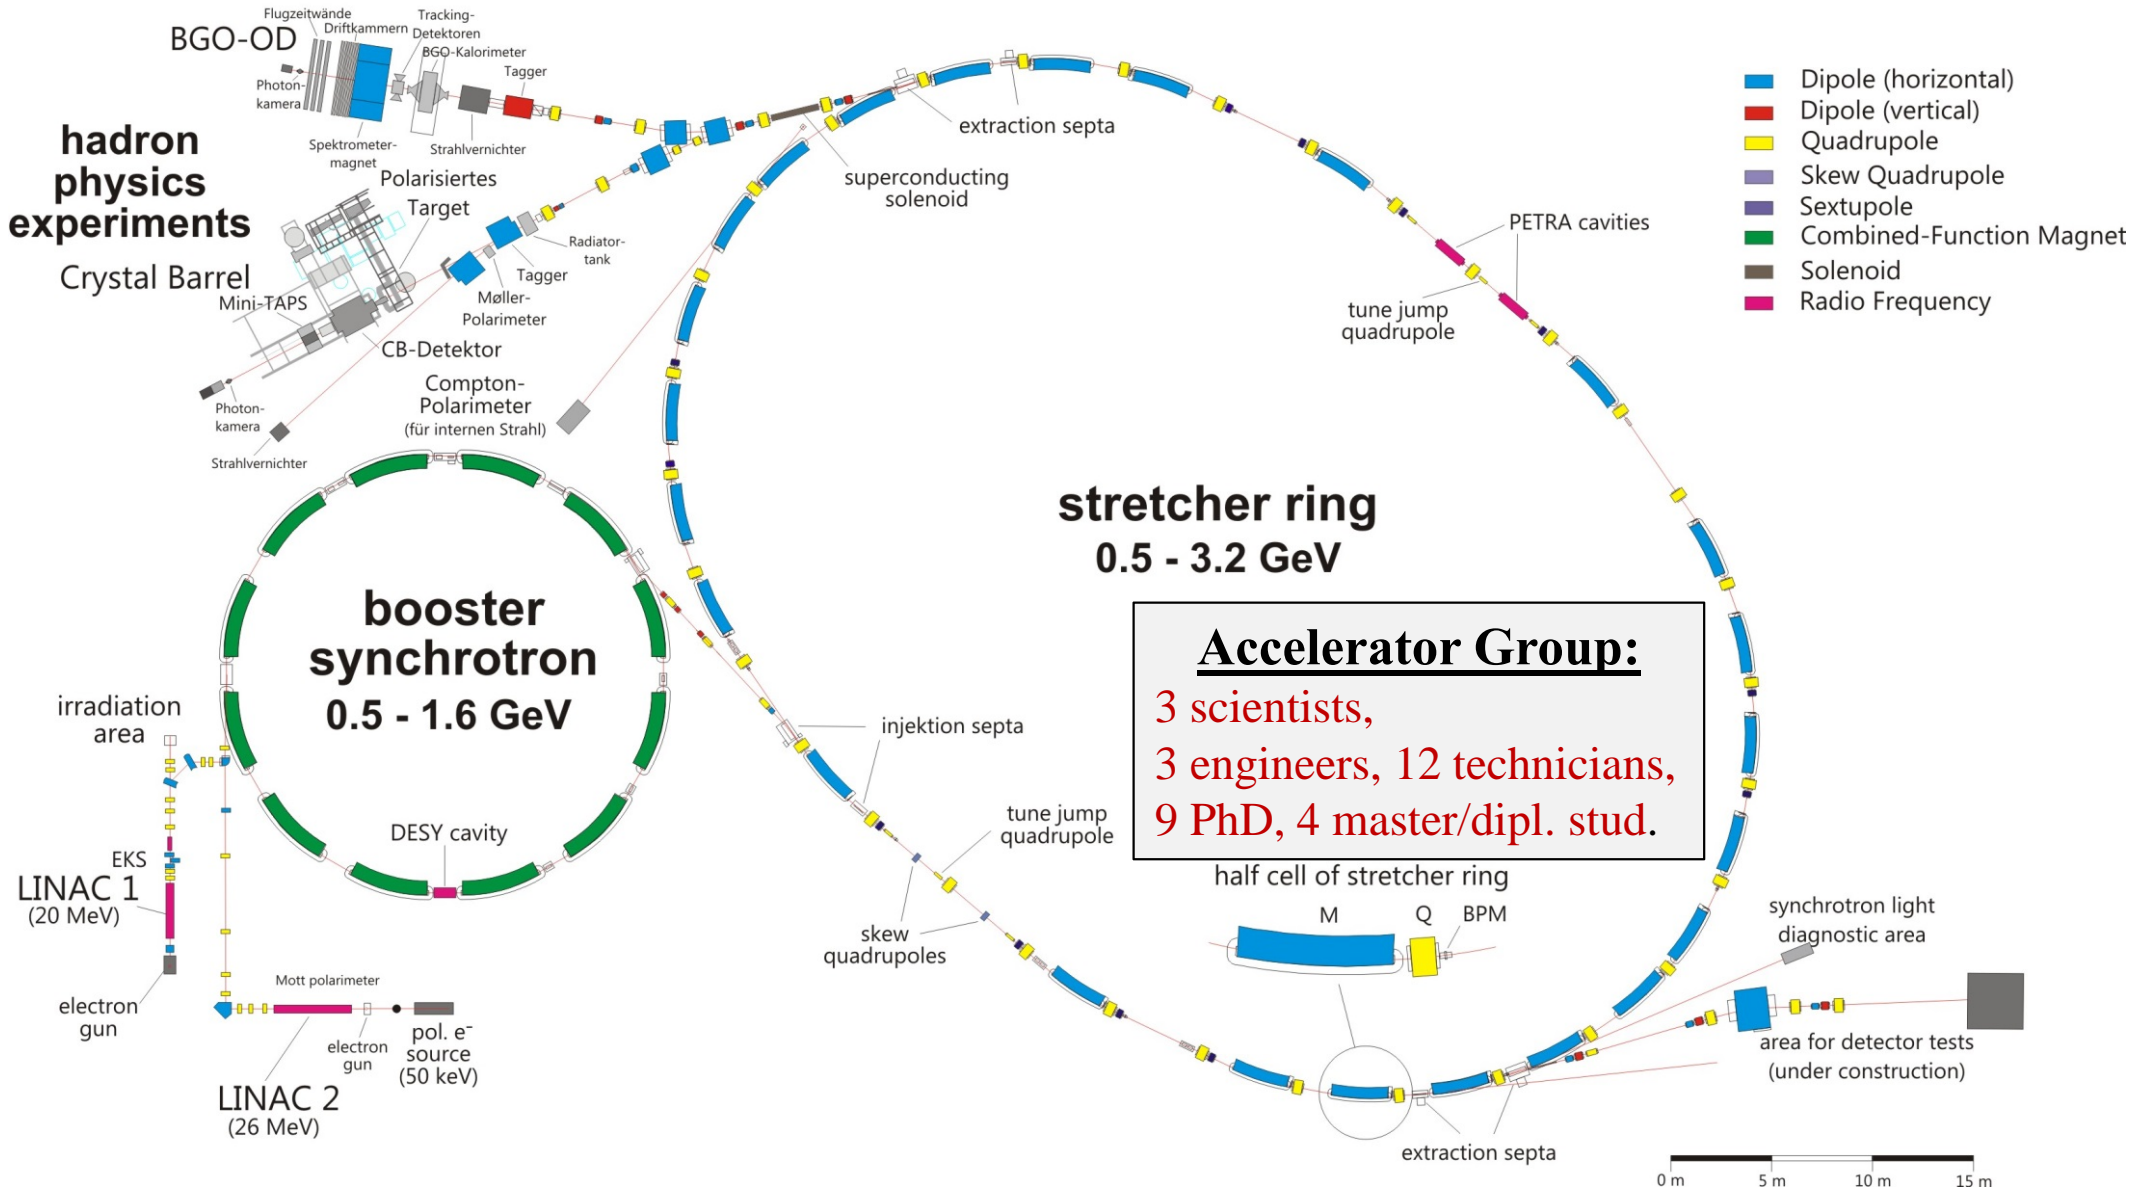 Flugzeitwände
Driftkammern
Tracking-
Detektoren
BGO-OD
BGO-Kalorimeter
Tagger
Photon-
kamera
Spektrometer-
magnet
Strahlvernichter
hadron
physics
experiments
Polarisiertes
Target
Crystal Barrel
Mini-TAPS
Radiator-
tank
Tagger
Møller-
Polarimeter
CB-Detektor
Photon-
kamera
Strahlvernichter
Compton-
Polarimeter
(für internen Strahl)
extraction septa
superconducting
solenoid
PETRA cavities
tune jump
quadrupole
Dipole (horizontal)
Dipole (vertical)
Quadrupole
Skew Quadrupole
Sextupole
Combined-Function Magnet
Solenoid
Radio Frequency
stretcher ring
0.5 - 3.2 GeV
booster
synchrotron
0.5 - 1.6 GeV
DESY cavity
irradiation
area
EKS
LINAC 1
(20 MeV)
electron
gun
Mott polarimeter
electron
gun
pol. e⁻
source
(50 keV)
LINAC 2
(26 MeV)
injektion septa
tune jump
quadrupole
skew
quadrupoles
Accelerator Group:
3 scientists,
3 engineers, 12 technicians,
9 PhD, 4 master/dipl. stud.
half cell of stretcher ring
M Q BPM
synchrotron light
diagnostic area
area for detector tests
(under construction)
extraction septa
0 m 5 m 10 m 15 m